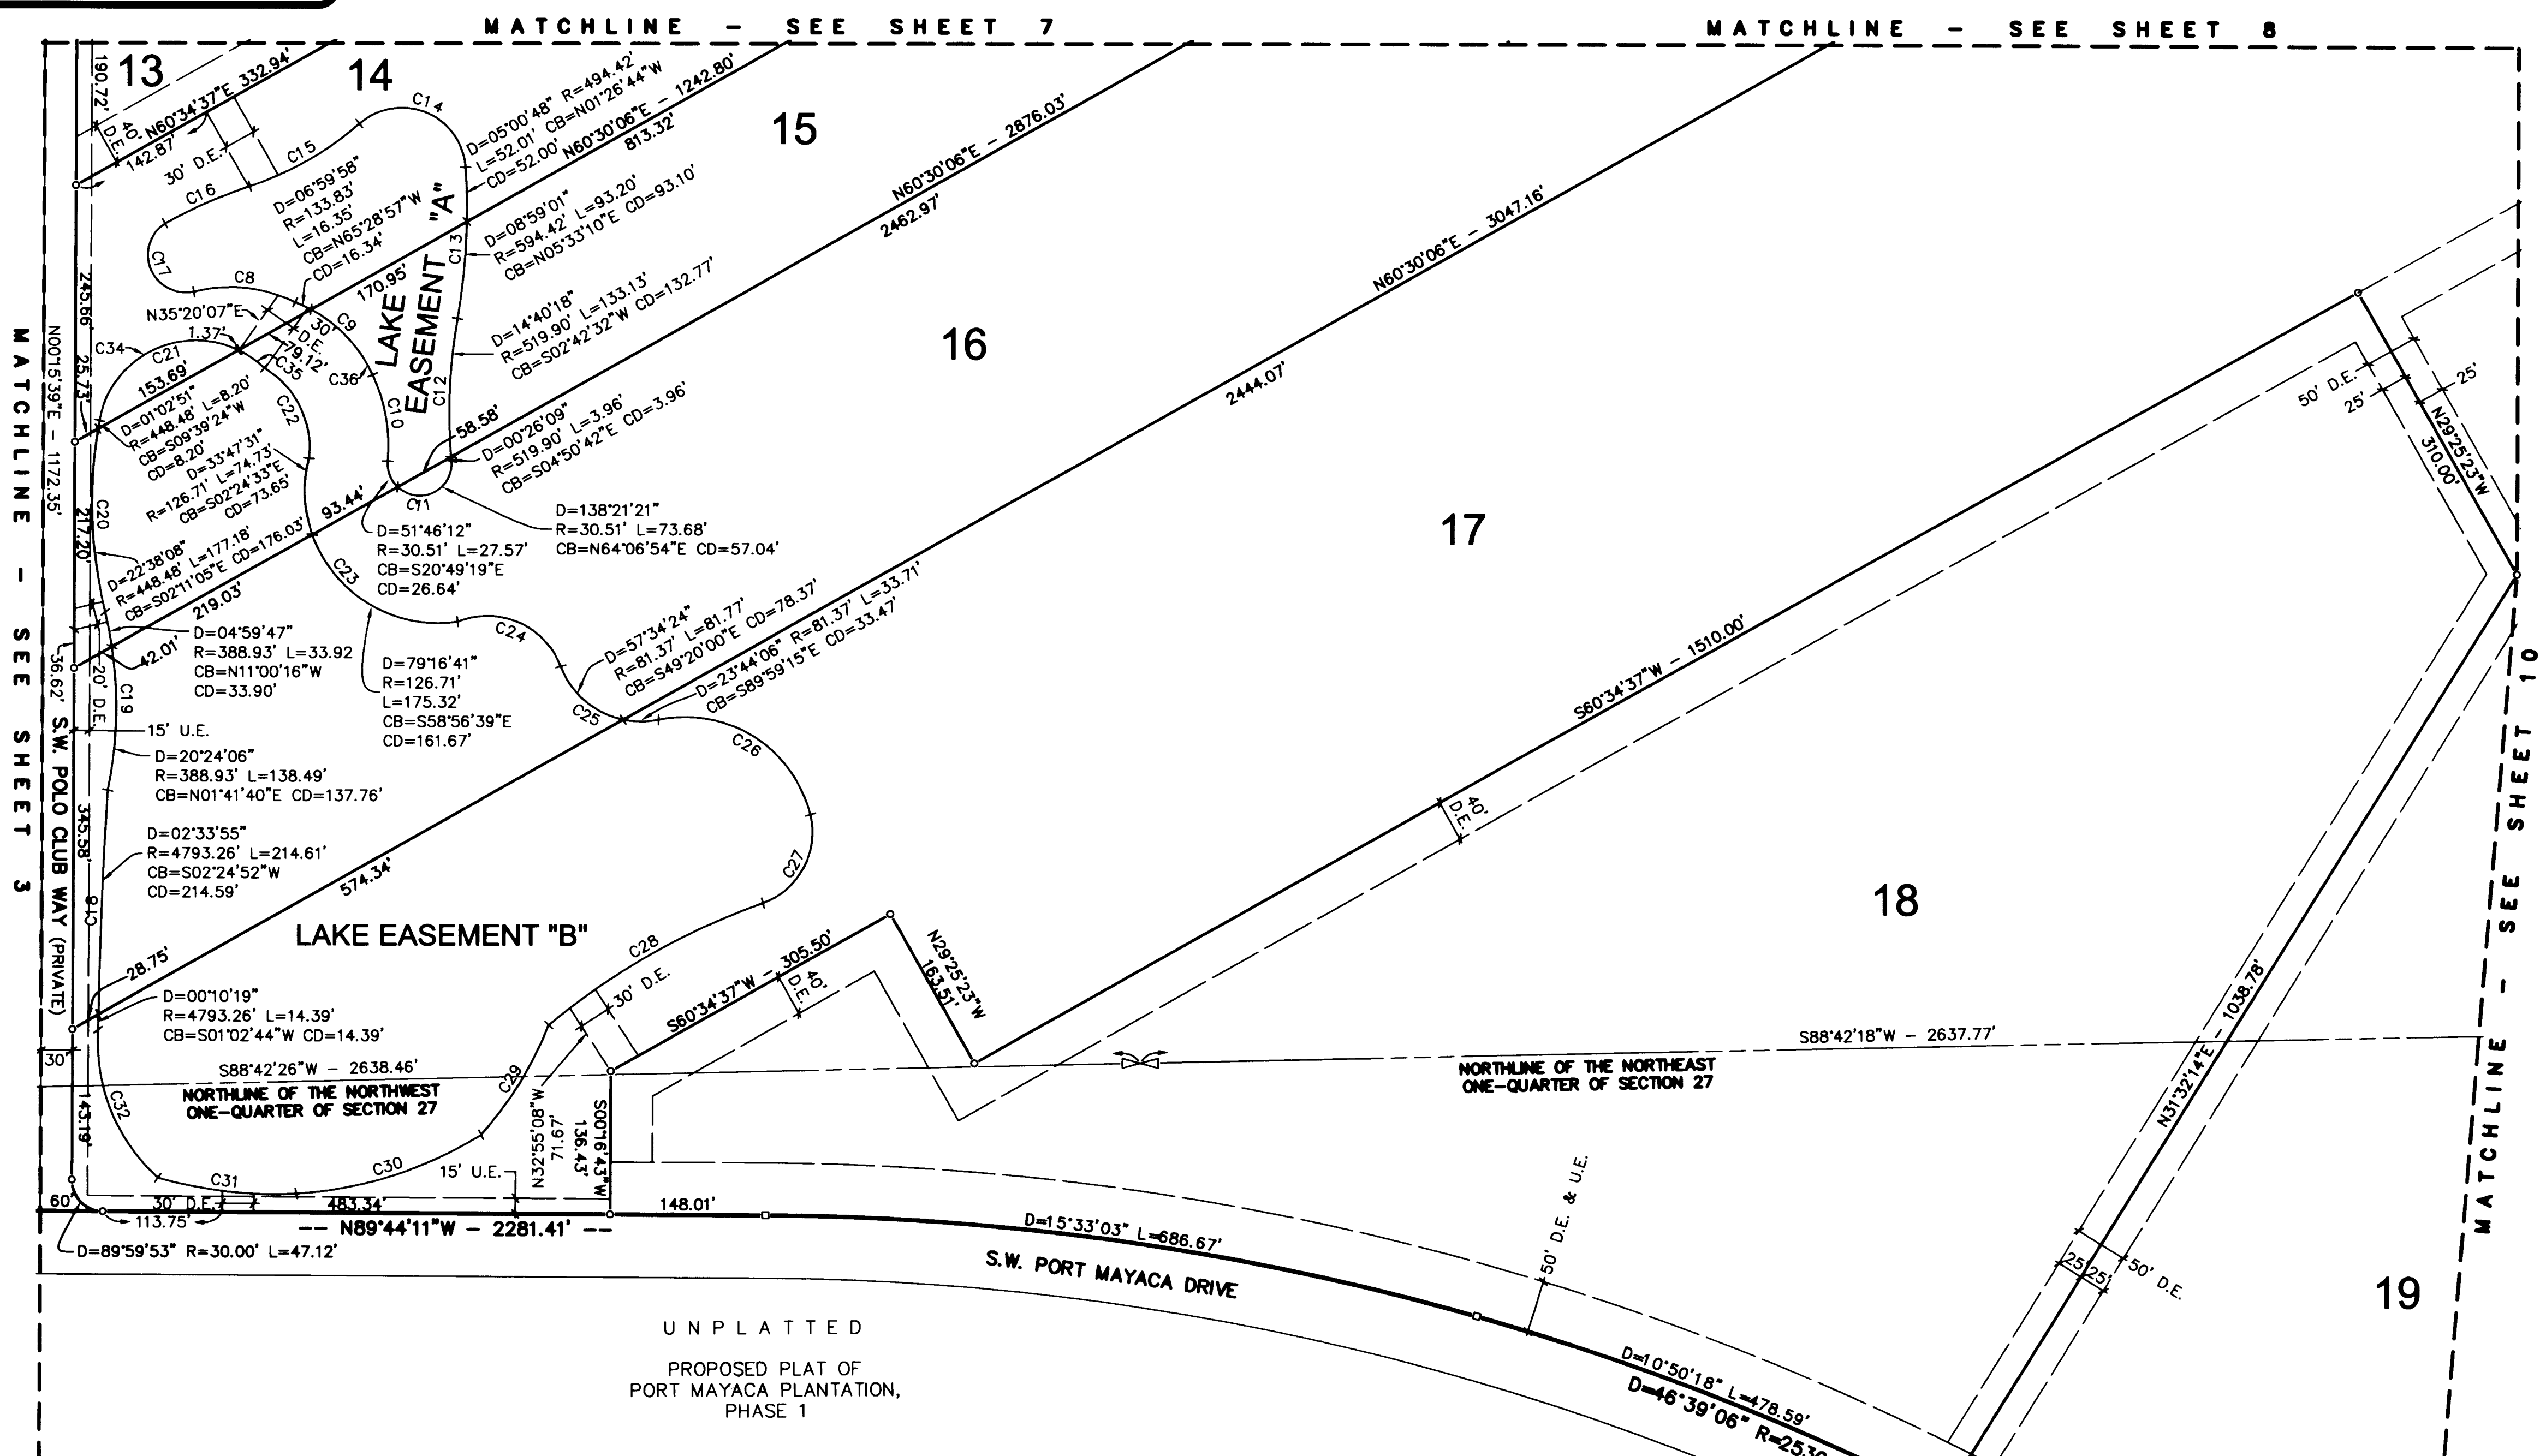 MATCHLINE - SEE SHEET 7
MATCHLINE - SEE SHEET 8
13
14
190.72'
40' D.E.
N60°34'37"E 332.94'
142.87'
30' D.E.
C14
C15
C16
C17
D=05°00'48" R=494.42'
L=52.01' CB=N01°26'44"W
CD=52.00'
N60°30'06"E - 1242.80'
813.32'
15
D=06°59'58"
R=133.83'
L=16.35'
CB=N65°28'57"W
CD=16.34'
D=08°59'01"
R=594.42' L=93.20'
CB=N05°33'10"E CD=93.10'
N60°30'06"E - 2876.03'
2462.97'
C13
C8
170.95'
LAKE
EASEMENT "A"
N35°20'07"E
1.37'
30'
D.E.
79.12'
C9
C35
C36
C34
C21
153.69'
245.66'
25.73'
D=14°40'18"
R=519.90' L=133.13'
CB=S02°42'32"W CD=132.77'
C12
C10
C22
58.58'
D=00°26'09"
R=519.90' L=3.96'
CB=S04°50'42"E CD=3.96'
16
N60°30'06"E - 3047.16'
2444.07'
D=01°02'51"
R=448.48' L=8.20'
CB=S09°39'24"W
CD=8.20'
D=33°47'31"
R=126.71' L=74.73'
CB=S02°24'33"E
CD=73.65'
93.44'
C11
C20
217.20'
N00°15'39"E - 1172.35'
MATCHLINE - SEE SHEET 3
D=22°38'08"
R=448.48' L=177.18'
CB=S02°11'05"E CD=176.03'
219.03'
D=138°21'21"
R=30.51' L=73.68'
CB=N64°06'54"E CD=57.04'
D=51°46'12"
R=30.51' L=27.57'
CB=S20°49'19"E
CD=26.64'
C23
C24
17
50' D.E.
25'
25'
N29°25'23"W
310.00'
D=04°59'47"
R=388.93' L=33.92
CB=N11°00'16"W
CD=33.90'
42.01'
36.62'
20' D.E.
C19
15' U.E.
D=79°16'41"
R=126.71'
L=175.32'
CB=S58°56'39"E
CD=161.67'
D=57°34'24"
R=81.37' L=81.77'
CB=S49°20'00"E CD=78.37'
D=23°44'06" R=81.37' L=33.71'
CB=S89°59'15"E CD=33.47'
C25
C26
S60°34'37"W - 1510.00'
MATCHLINE - SEE SHEET 10
D=20°24'06"
R=388.93' L=138.49'
CB=N01°41'40"E CD=137.76'
S.W. POLO CLUB WAY (PRIVATE)
345.58'
D=02°33'55"
R=4793.26' L=214.61'
CB=S02°24'52"W
CD=214.59'
574.34'
C18
C27
40'
D.E.
18
LAKE EASEMENT "B"
C28
28.75'
S60°34'37"W - 305.50'
30' D.E.
40'
D.E.
N29°25'23"W
163.51'
D=00°10'19"
R=4793.26' L=14.39'
CB=S01°02'44"W CD=14.39'
30'
S88°42'26"W - 2638.46'
NORTHLINE OF THE NORTHWEST
ONE-QUARTER OF SECTION 27
S88°42'18"W - 2637.77'
NORTHLINE OF THE NORTHEAST
ONE-QUARTER OF SECTION 27
N31°32'14"E - 1038.78'
C29
C32
143.19'
N32°55'08"W
71.67'
S00°16'43"W
136.43'
C30
C31
15' U.E.
60'
30' D.E.
113.75'
483.34'
148.01'
-- N89°44'11"W - 2281.41' --
D=89°59'53" R=30.00' L=47.12'
D=15°33'03" L=686.67'
S.W. PORT MAYACA DRIVE
50' D.E. & U.E.
25' 25'
50' D.E.
19
UNPLATTED
PROPOSED PLAT OF
PORT MAYACA PLANTATION,
PHASE 1
D=10°50'18" L=478.59'
D=46°39'06"